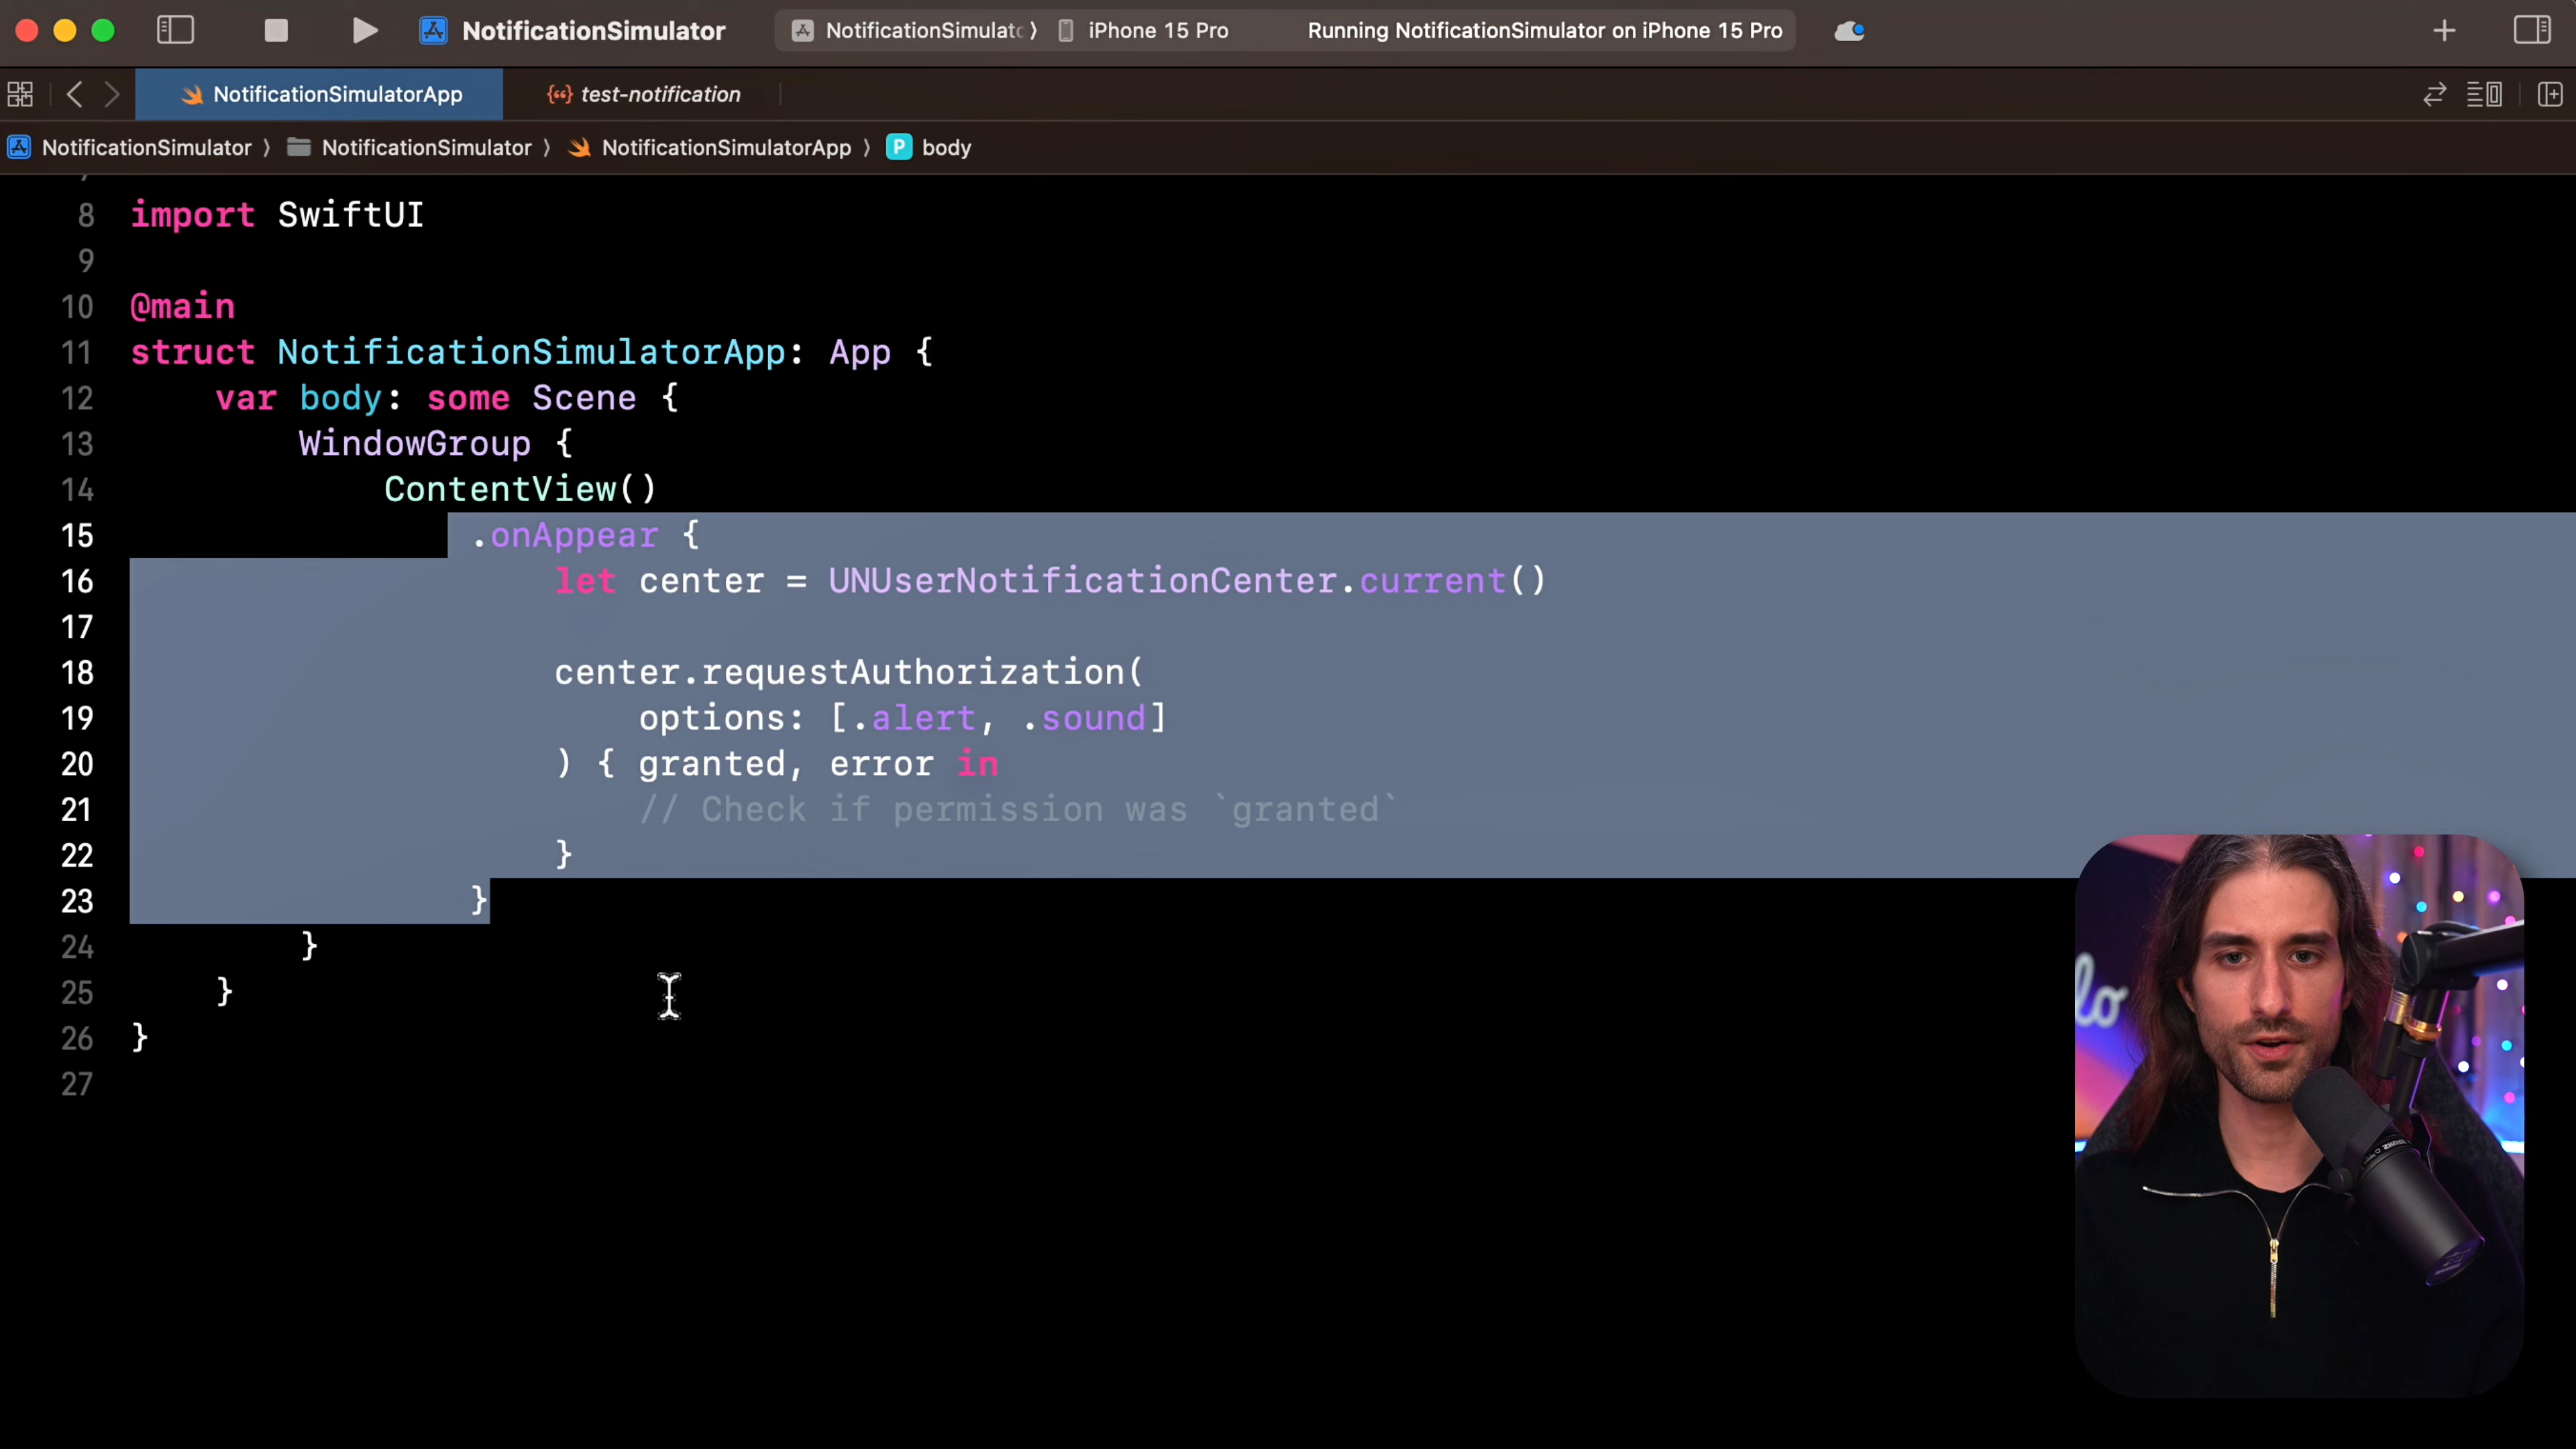 NotificationSimulator
NotificationSimulato 〉 iPhone 15 Pro
Running NotificationSimulator on iPhone 15 Pro
NotificationSimulatorApp
test-notification
NotificationSimulator 〉 NotificationSimulator 〉 NotificationSimulatorApp 〉 P body
8 import SwiftUI
9
10 @main
11 struct NotificationSimulatorApp: App {
12 var body: some Scene {
13 WindowGroup {
14 ContentView()
15 .onAppear {
16 let center = UNUserNotificationCenter.current()
17
18 center.requestAuthorization(
19 options: [.alert, .sound]
20 ) { granted, error in
21 // Check if permission was `granted`
22 }
23 }
24 }
25 }
26 }
27